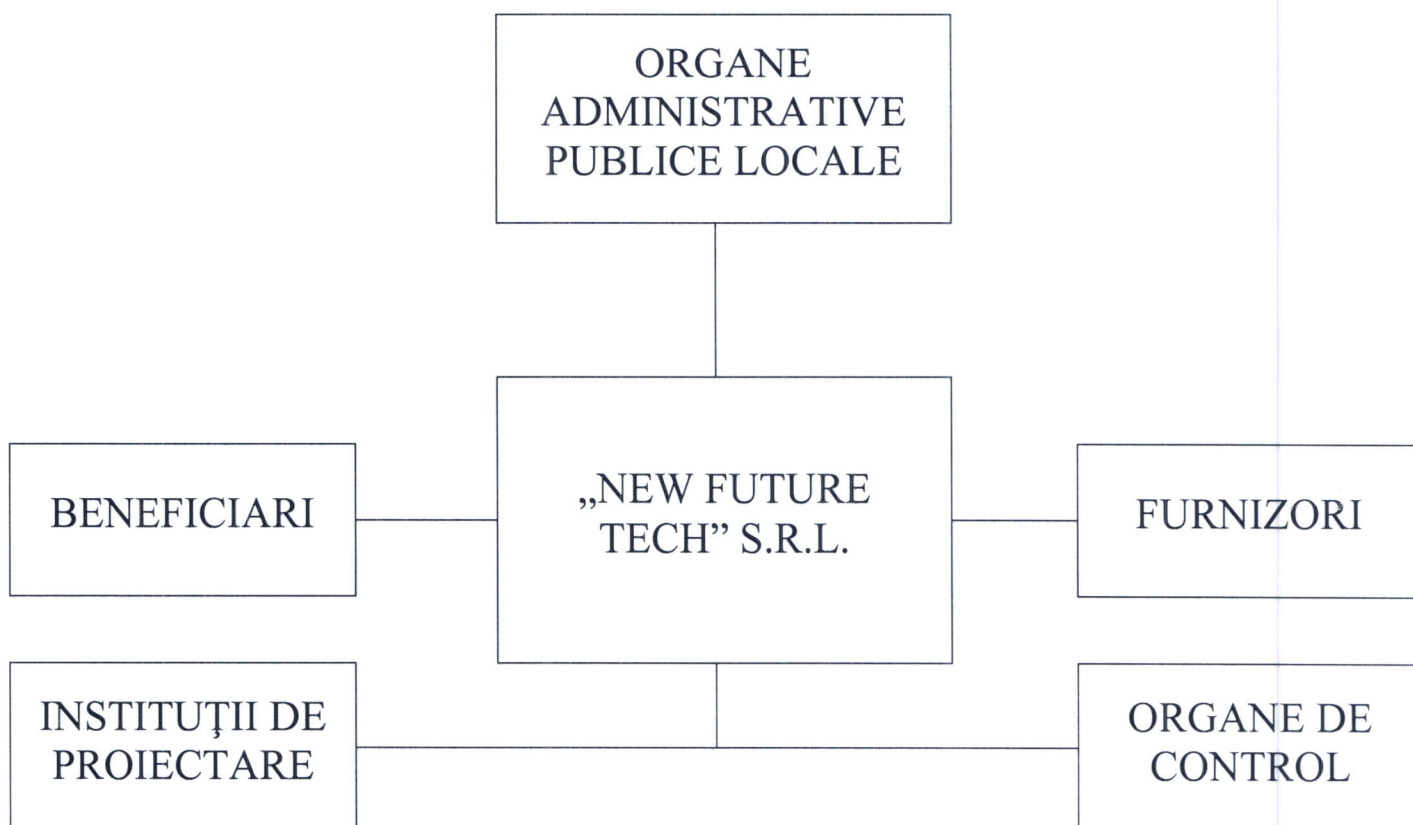 ORGANE
ADMINISTRATIVE
PUBLICE LOCALE
BENEFICIARI
„NEW FUTURE
TECH” S.R.L.
FURNIZORI
INSTITUŢII DE
PROIECTARE
ORGANE DE
CONTROL